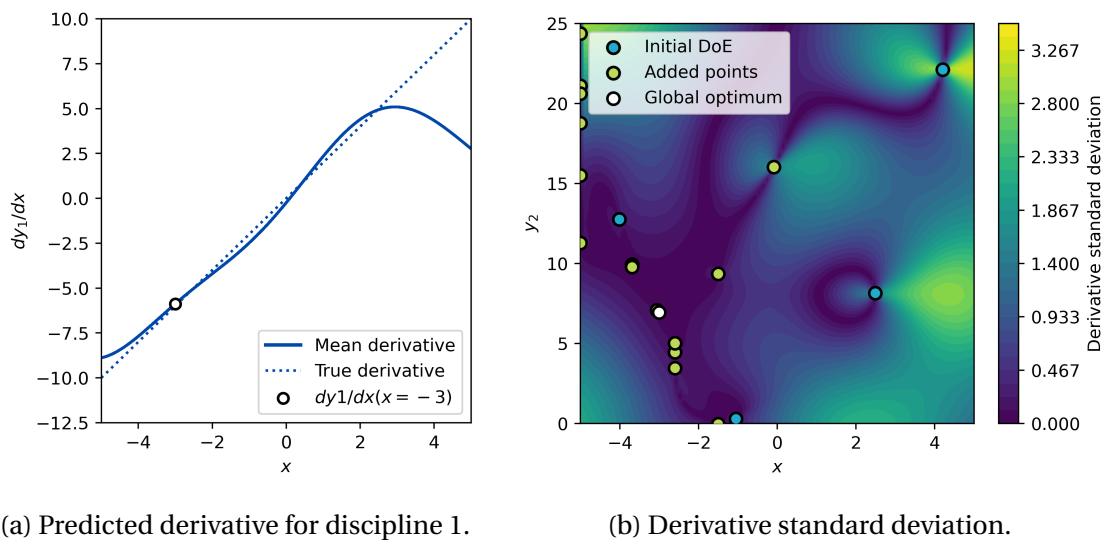 10.0
7.5
5.0
2.5
0.0
−2.5
−5.0
−7.5
−10.0
−12.5
dy₁/dx
−4
−2
0
2
4
x
Mean derivative
True derivative
dy1/dx(x = − 3)
25
20
15
10
5
0
y₂
−4
−2
0
2
4
x
Initial DoE
Added points
Global optimum
3.267
2.800
2.333
1.867
1.400
0.933
0.467
0.000
Derivative standard deviation
(a) Predicted derivative for discipline 1.
(b) Derivative standard deviation.